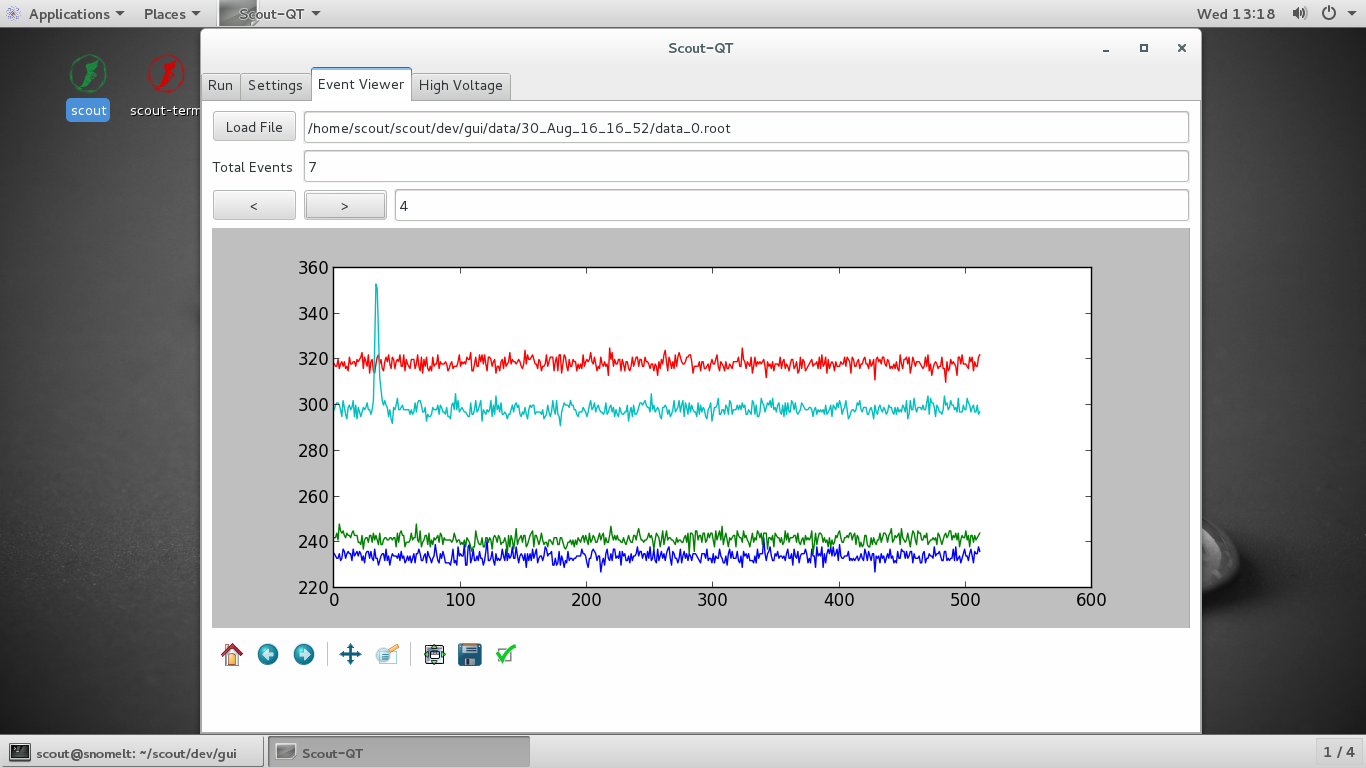 Applications Places Scout-QT Wed 13:18
Scout-QT
scout scout-term
Run Settings Event Viewer High Voltage
Load File /home/scout/scout/dev/gui/data/30_Aug_16_16_52/data_0.root
Total Events 7
< > 4
360
340
320
300
280
260
240
220
0 100 200 300 400 500 600
scout@snomelt: ~/scout/dev/gui Scout-QT 1 / 4